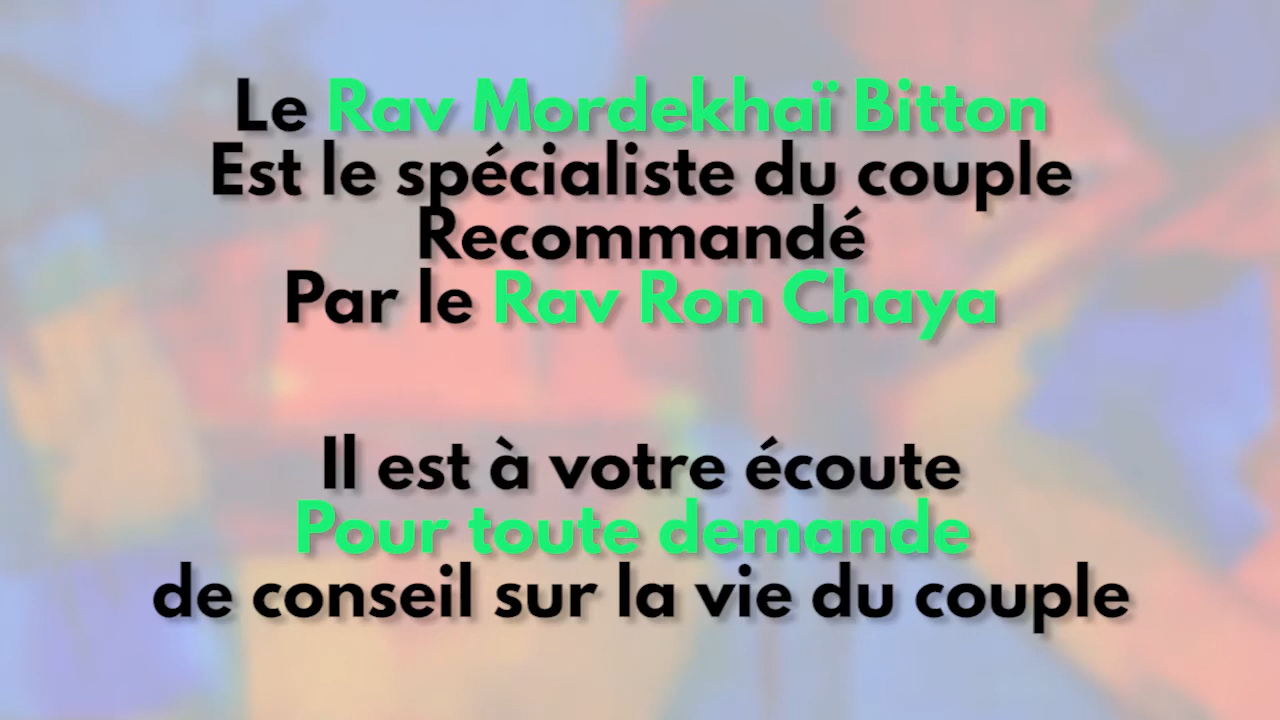 Le Rav Mordekhaï Bitton
Est le spécialiste du couple
Recommandé
Par le Rav Ron Chaya
Il est à votre écoute
Pour toute demande
de conseil sur la vie du couple